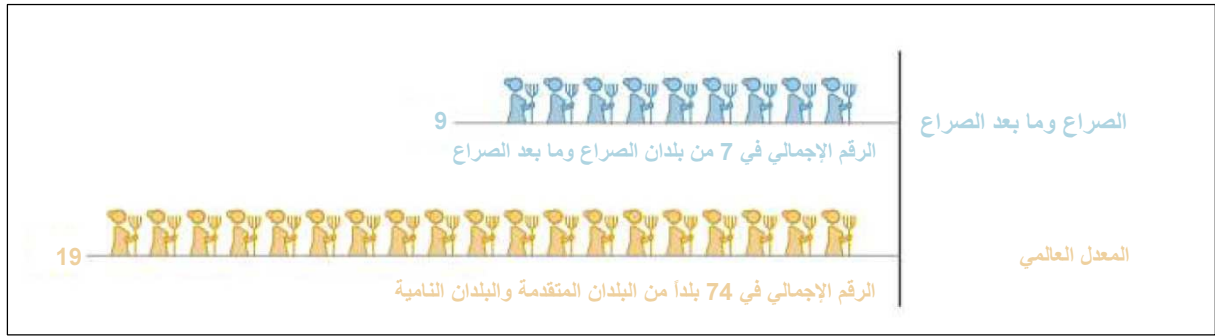 الصراع وما بعد الصراع
9
الرقم الإجمالي في 7 من بلدان الصراع وما بعد الصراع
المعدل العالمي
19
الرقم الإجمالي في 74 بلداً من البلدان المتقدمة والبلدان النامية